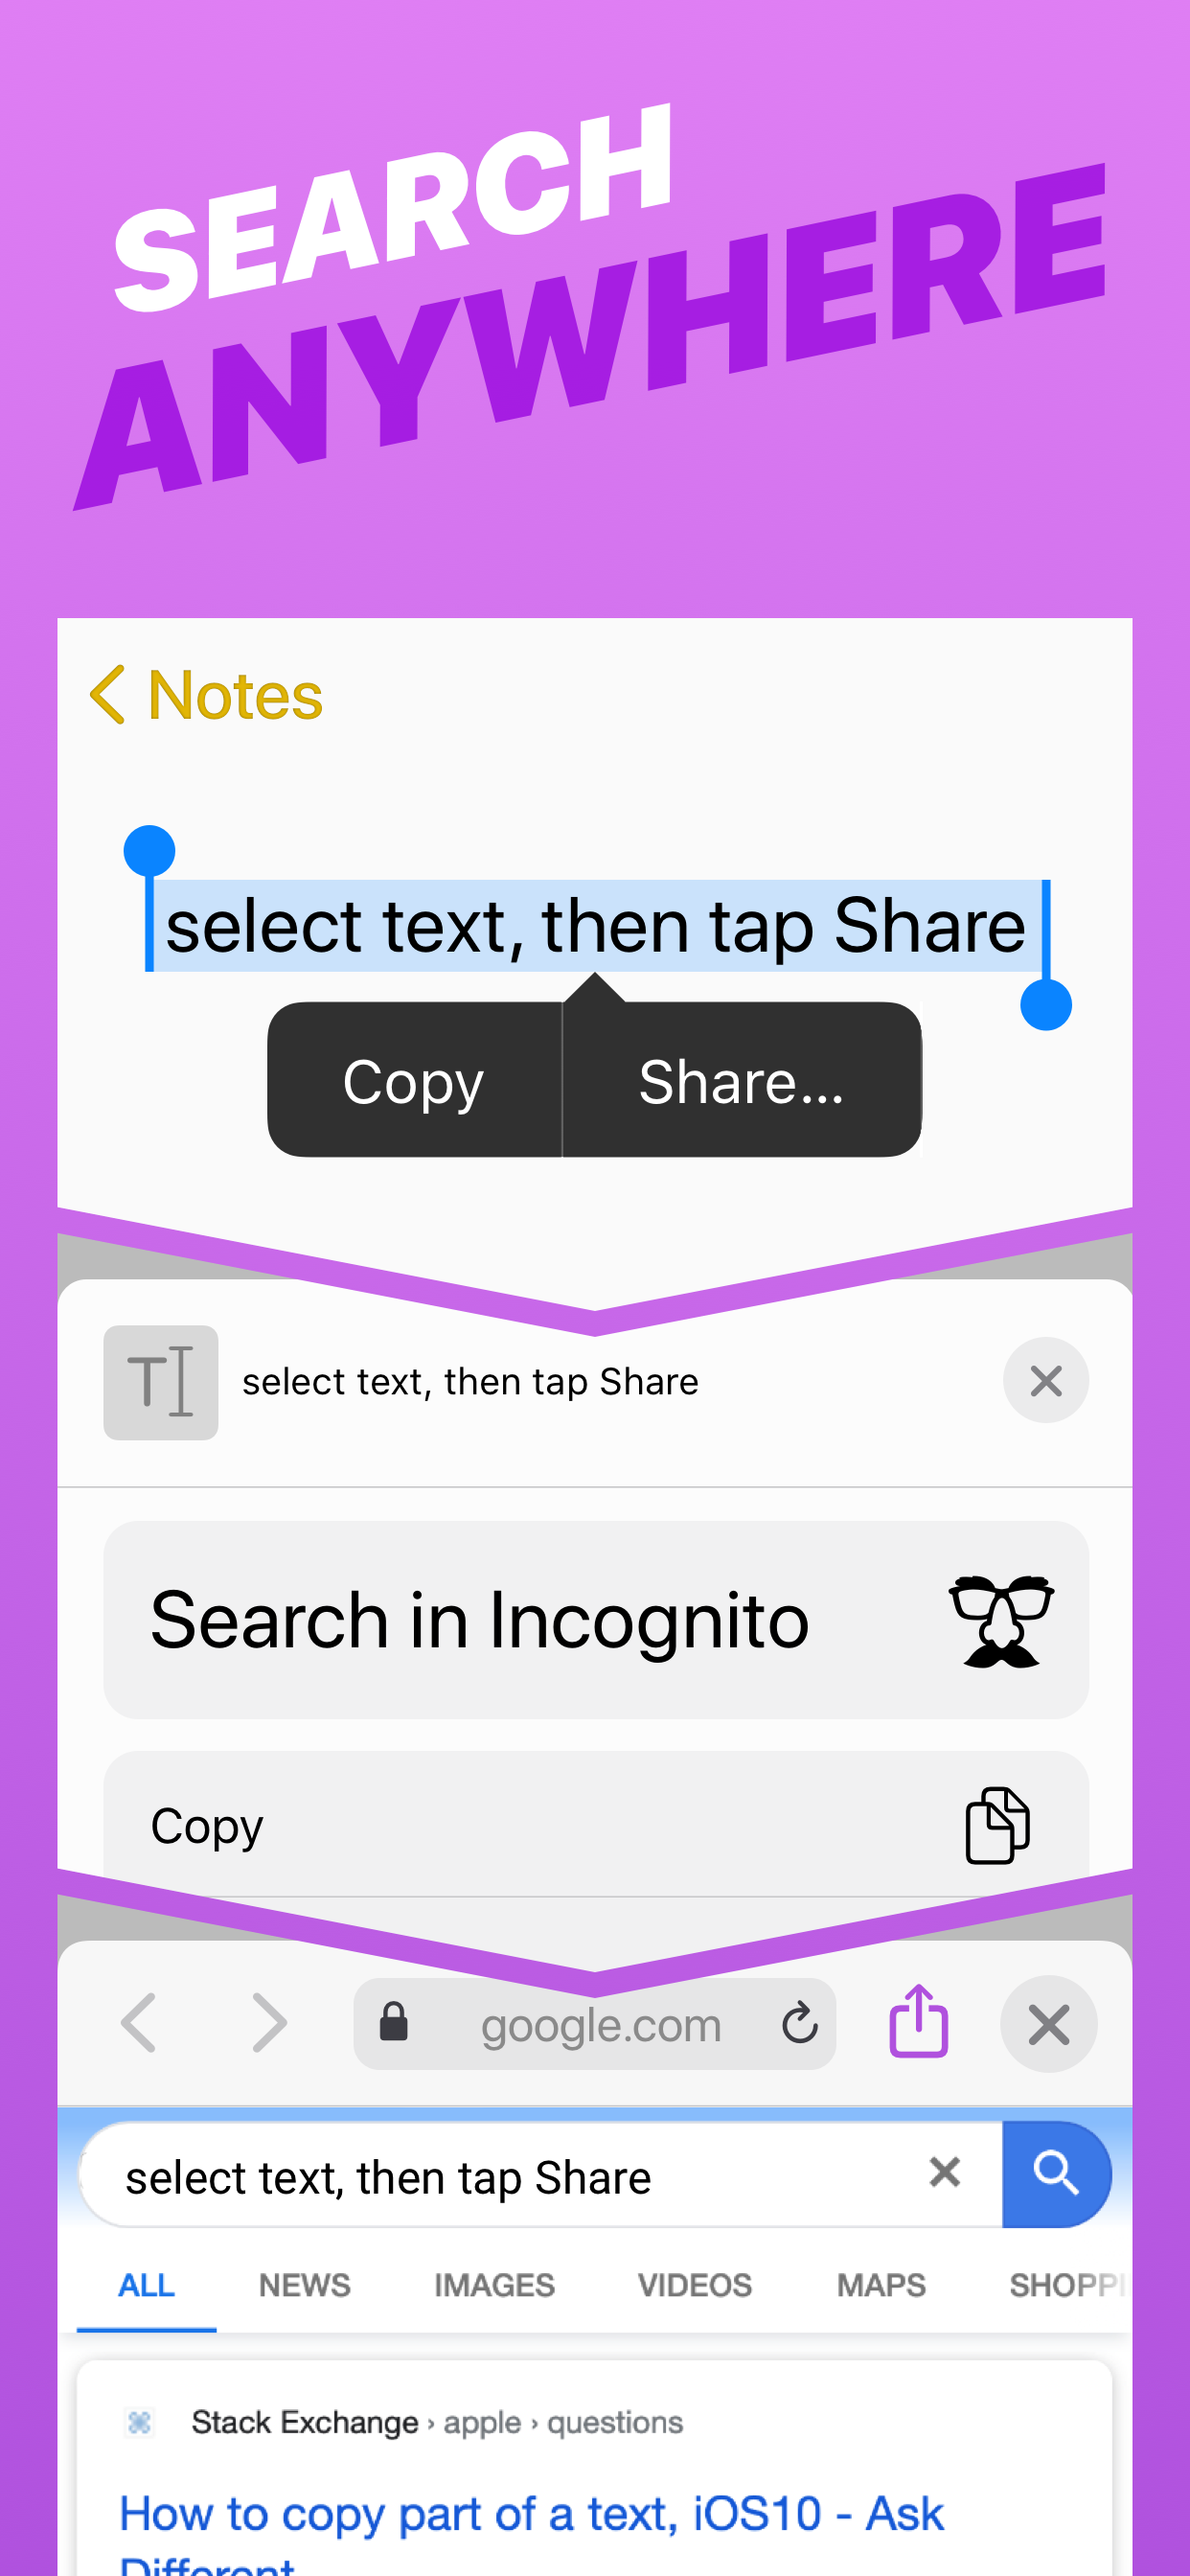 SEARCH
ANYWHERE
Notes
select text, then tap Share
Copy
Share...
select text, then tap Share
Search in Incognito
Copy
google.com
select text, then tap Share
ALL NEWS IMAGES VIDEOS MAPS SHOPP
Stack Exchange › apple › questions
How to copy part of a text, iOS10 - Ask
Different